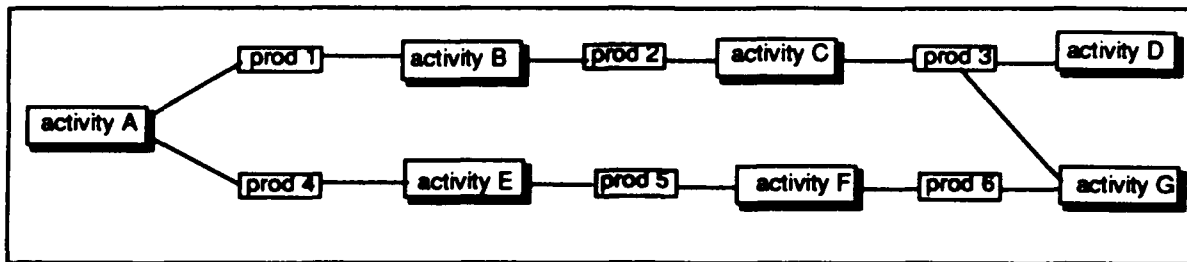 prod 1
activity B
prod 2
activity C
prod 3
activity D
activity A
prod 4
activity E
prod 5
activity F
prod 6
activity G